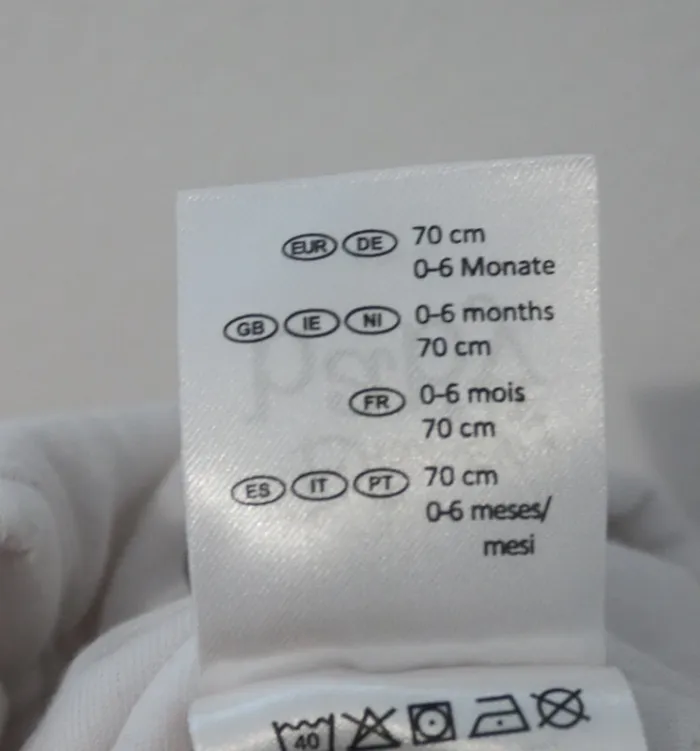 EUR DE 70 cm
0-6 Monate
GB IE NI 0-6 months
70 cm
FR 0-6 mois
70 cm
ES IT PT 70 cm
0-6 meses/
mesi
40